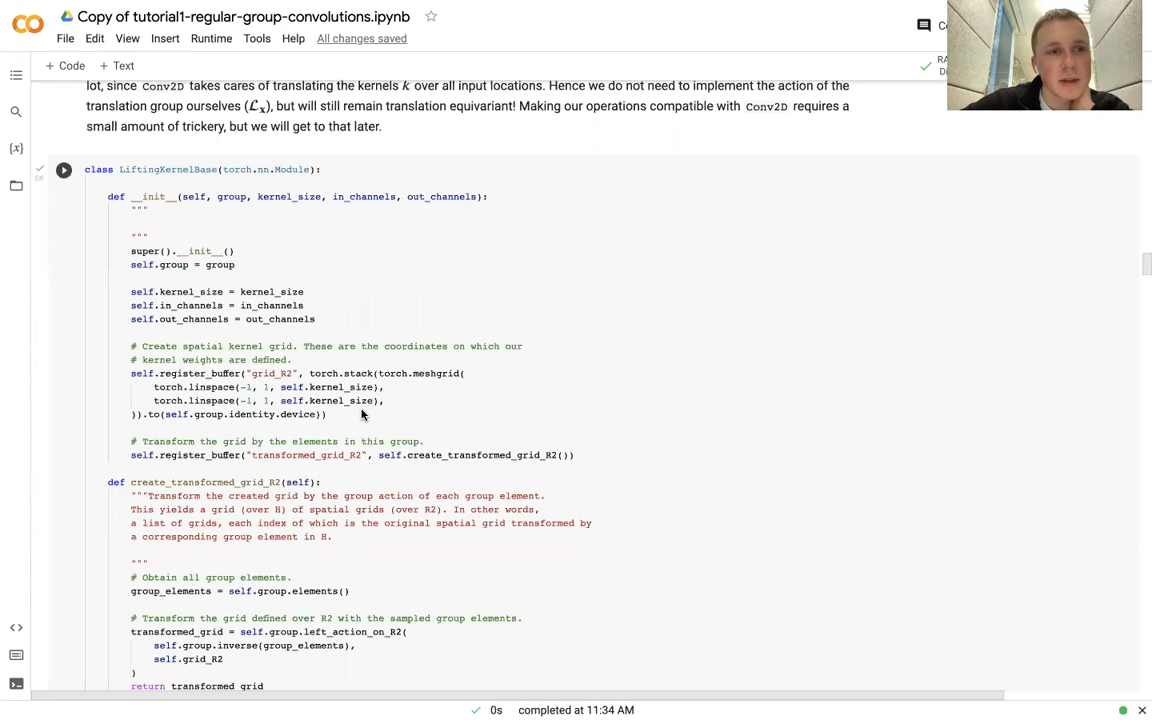 Copy of tutorial1-regular-group-convolutions.ipynb
File Edit View Insert Runtime Tools Help All changes saved
+ Code + Text
lot, since Conv2D takes cares of translating the kernels k over all input locations. Hence we do not need to implement the action of the
translation group ourselves (ℒₓ), but will still remain translation equivariant! Making our operations compatible with Conv2D requires a
small amount of trickery, but we will get to that later.
0s
class LiftingKernelBase(torch.nn.Module):
def __init__(self, group, kernel_size, in_channels, out_channels):
"""
"""
super().__init__()
self.group = group
self.kernel_size = kernel_size
self.in_channels = in_channels
self.out_channels = out_channels
# Create spatial kernel grid. These are the coordinates on which our
# kernel weights are defined.
self.register_buffer("grid_R2", torch.stack(torch.meshgrid(
torch.linspace(-1, 1, self.kernel_size),
torch.linspace(-1, 1, self.kernel_size),
)).to(self.group.identity.device))
# Transform the grid by the elements in this group.
self.register_buffer("transformed_grid_R2", self.create_transformed_grid_R2())
def create_transformed_grid_R2(self):
"""Transform the created grid by the group action of each group element.
This yields a grid (over H) of spatial grids (over R2). In other words,
a list of grids, each index of which is the original spatial grid transformed by
a corresponding group element in H.
"""
# Obtain all group elements.
group_elements = self.group.elements()
# Transform the grid defined over R2 with the sampled group elements.
transformed_grid = self.group.left_action_on_R2(
self.group.inverse(group_elements),
self.grid_R2
)
return transformed_grid
0s completed at 11:34 AM